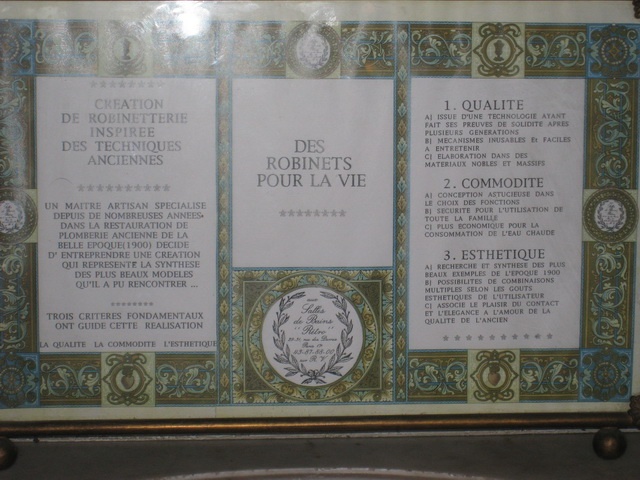 CREATION
DE ROBINETTERIE
INSPIREE
DES TECHNIQUES
ANCIENNES
UN MAITRE ARTISAN SPECIALISE
DEPUIS DE NOMBREUSES ANNEES
DANS LA RESTAURATION DE
PLOMBERIE ANCIENNE DE LA
BELLE EPOQUE(1900) DECIDE
D' ENTREPRENDRE UNE CREATION
QUI REPRESENTE LA SYNTHESE
DES PLUS BEAUX MODELES
QU'IL A PU RENCONTRER ...
TROIS CRITERES FONDAMENTAUX
ONT GUIDE CETTE REALISATION
LA QUALITE LA COMMODITE L'ESTHETIQUE
DES
ROBINETS
POUR LA VIE
Salles
de Bains
"Rétro"
1. QUALITE
A) ISSUE D'UNE TECHNOLOGIE AYANT
FAIT SES PREUVES DE SOLIDITE APRES
PLUSIEURS GENERATIONS
B) MECANISMES INUSABLES Et FACILES
A ENTRETENIR
C) ELABORATION DANS DES
MATERIAUX NOBLES ET MASSIFS
2. COMMODITE
A) CONCEPTION ASTUCIEUSE DANS
LE CHOIX DES FONCTIONS
B) SECURITE POUR L'UTILISATION DE
TOUTE LA FAMILLE
C) PLUS ECONOMIQUE POUR LA
CONSOMMATION DE L'EAU CHAUDE
3. ESTHETIQUE
A) RECHERCHE ET SYNTHESE DES PLUS
BEAUX EXEMPLES DE L'EPOQUE 1900
B) POSSIBILITES DE COMBINAISONS
MULTIPLES SELON LES GOUTS
ESTHETIQUES DE L'UTILISATEUR
C) ASSOCIE LE PLAISIR DU CONTACT
ET L'ELEGANCE A L'AMOUR DE LA
QUALITE DE L'ANCIEN